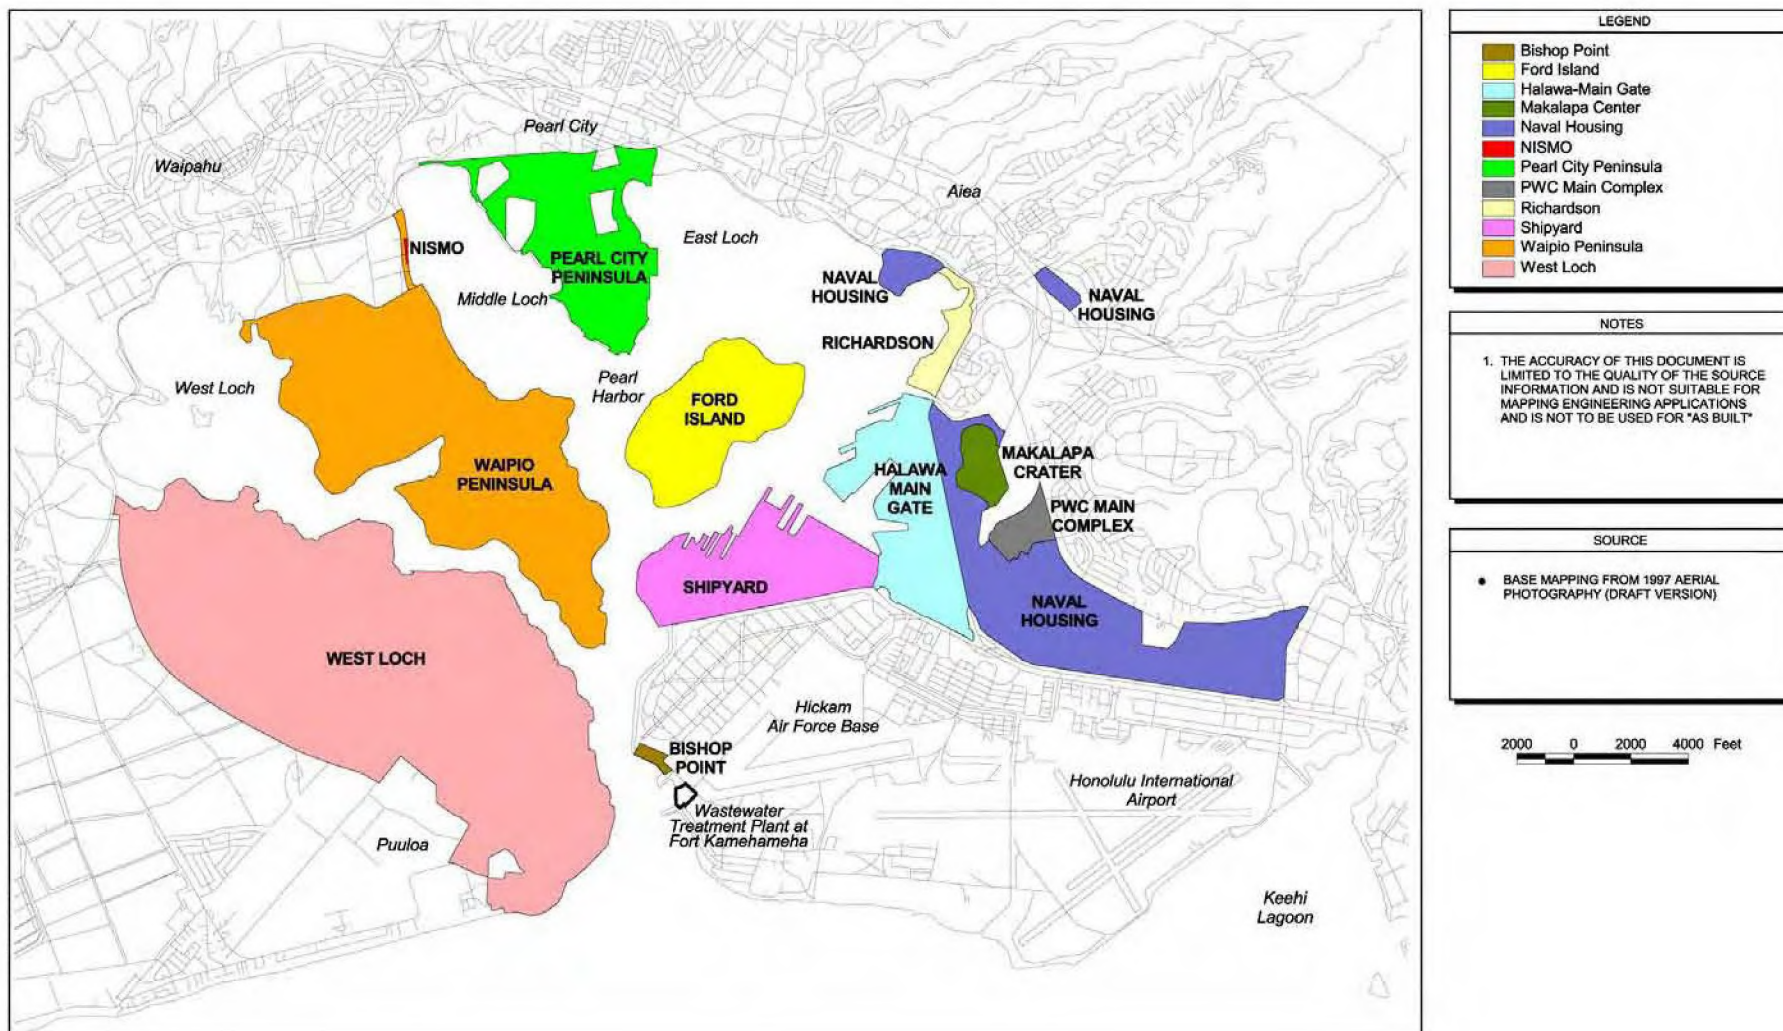 Pearl City
Waipahu
Aiea
NISMO
East Loch
PEARL CITY
PENINSULA
Middle Loch
NAVAL
HOUSING
NAVAL
HOUSING
RICHARDSON
West Loch
Pearl
Harbor
FORD
ISLAND
WAIPIO
PENINSULA
HALAWA
MAIN
GATE
MAKALAPA
CRATER
PWC MAIN
COMPLEX
SHIPYARD
NAVAL
HOUSING
WEST LOCH
Hickam
Air Force Base
BISHOP
POINT
Honolulu International
Airport
Wastewater
Treatment Plant at
Fort Kamehameha
Puuloa
Keehi
Lagoon
LEGEND
Bishop Point
Ford Island
Halawa-Main Gate
Makalapa Center
Naval Housing
NISMO
Pearl City Peninsula
PWC Main Complex
Richardson
Shipyard
Waipio Peninsula
West Loch
NOTES
1. THE ACCURACY OF THIS DOCUMENT IS
LIMITED TO THE QUALITY OF THE SOURCE
INFORMATION AND IS NOT SUITABLE FOR
MAPPING ENGINEERING APPLICATIONS
AND IS NOT TO BE USED FOR "AS BUILT"
SOURCE
● BASE MAPPING FROM 1997 AERIAL
PHOTOGRAPHY (DRAFT VERSION)
2000 0 2000 4000 Feet